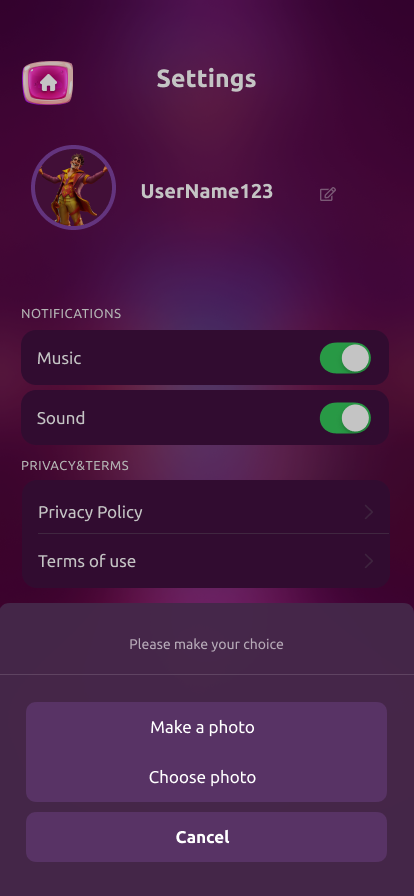 Settings
UserName123
NOTIFICATIONS
Music
Sound
PRIVACY&TERMS
Privacy Policy
Terms of use
Please make your choice
Make a photo
Choose photo
Cancel